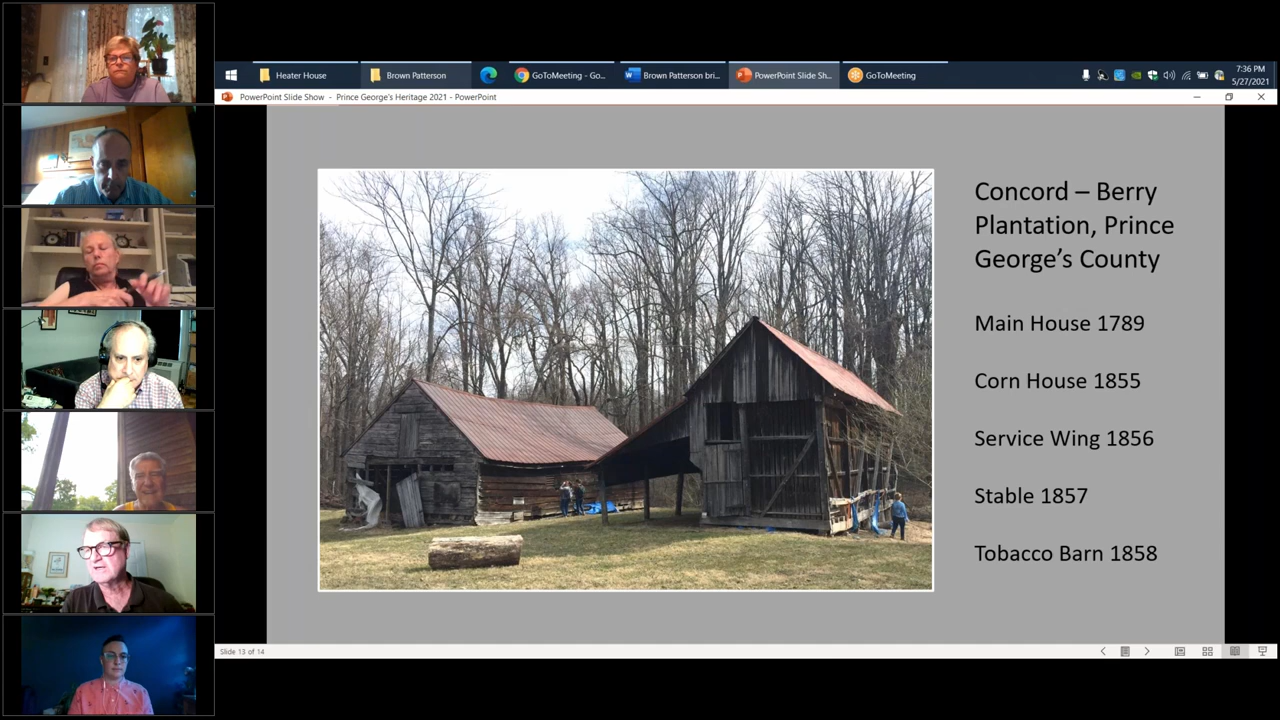 Heater House
Brown Patterson
GoToMeeting - Go...
Brown Patterson bri...
PowerPoint Slide Sh...
GoToMeeting
7:36 PM
5/27/2021
PowerPoint Slide Show - Prince George's Heritage 2021 - PowerPoint
Concord – Berry
Plantation, Prince
George’s County
Main House 1789
Corn House 1855
Service Wing 1856
Stable 1857
Tobacco Barn 1858
Slide 13 of 14